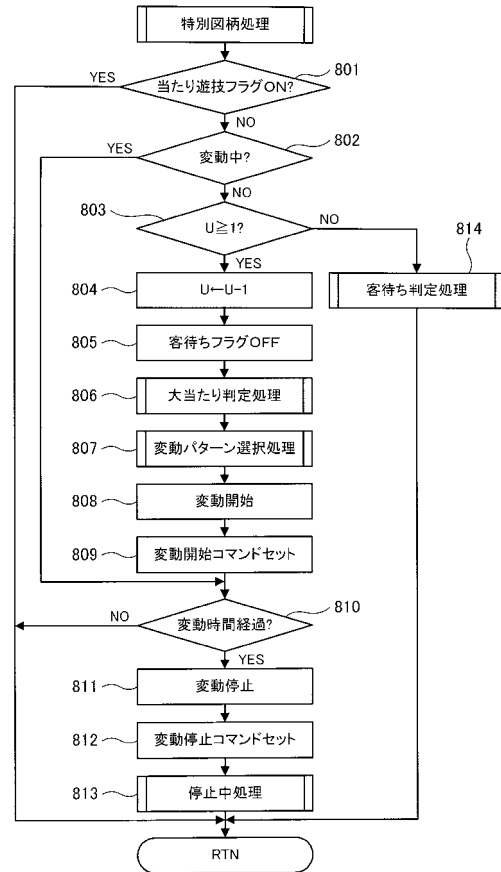 特別図柄処理
801
YES
当たり遊技フラグON?
NO
802
YES
変動中?
803
NO
U≧1?
NO
814
YES
804
U←U-1
客待ち判定処理
805
客待ちフラグOFF
806
大当たり判定処理
807
変動パターン選択処理
808
変動開始
809
変動開始コマンドセット
810
NO
変動時間経過?
YES
811
変動停止
812
変動停止コマンドセット
813
停止中処理
RTN